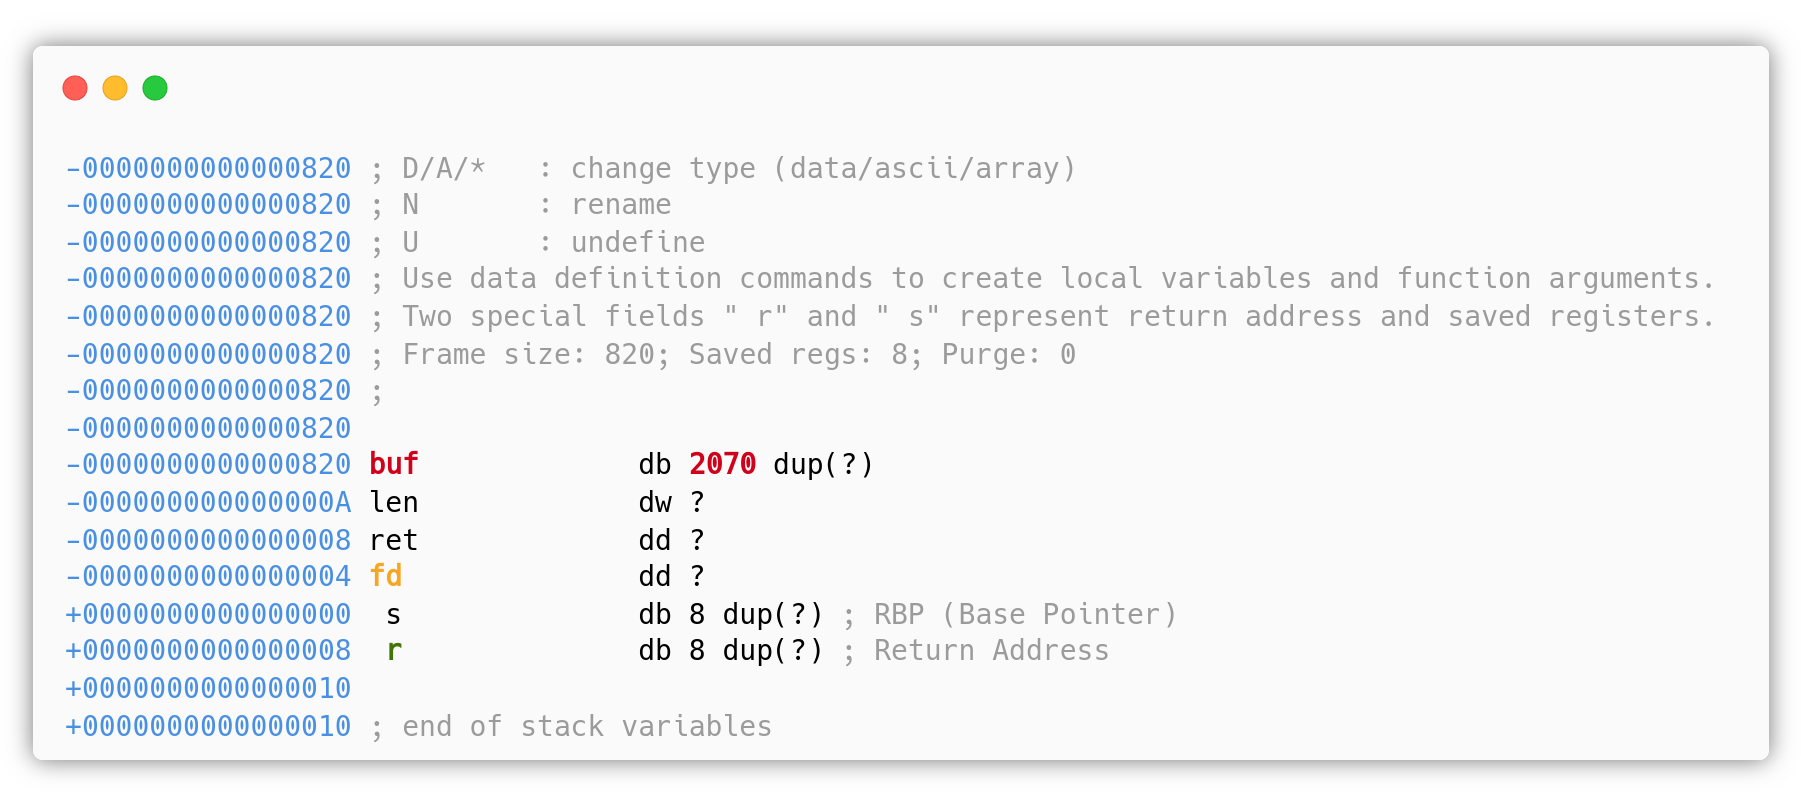 -0000000000000820 ; D/A/*   : change type (data/ascii/array)
-0000000000000820 ; N       : rename
-0000000000000820 ; U       : undefine
-0000000000000820 ; Use data definition commands to create local variables and function arguments.
-0000000000000820 ; Two special fields " r" and " s" represent return address and saved registers.
-0000000000000820 ; Frame size: 820; Saved regs: 8; Purge: 0
-0000000000000820 ;
-0000000000000820
-0000000000000820 buf             db 2070 dup(?)
-000000000000000A len             dw ?
-0000000000000008 ret             dd ?
-0000000000000004 fd              dd ?
+0000000000000000  s              db 8 dup(?) ; RBP (Base Pointer)
+0000000000000008  r              db 8 dup(?) ; Return Address
+0000000000000010
+0000000000000010 ; end of stack variables